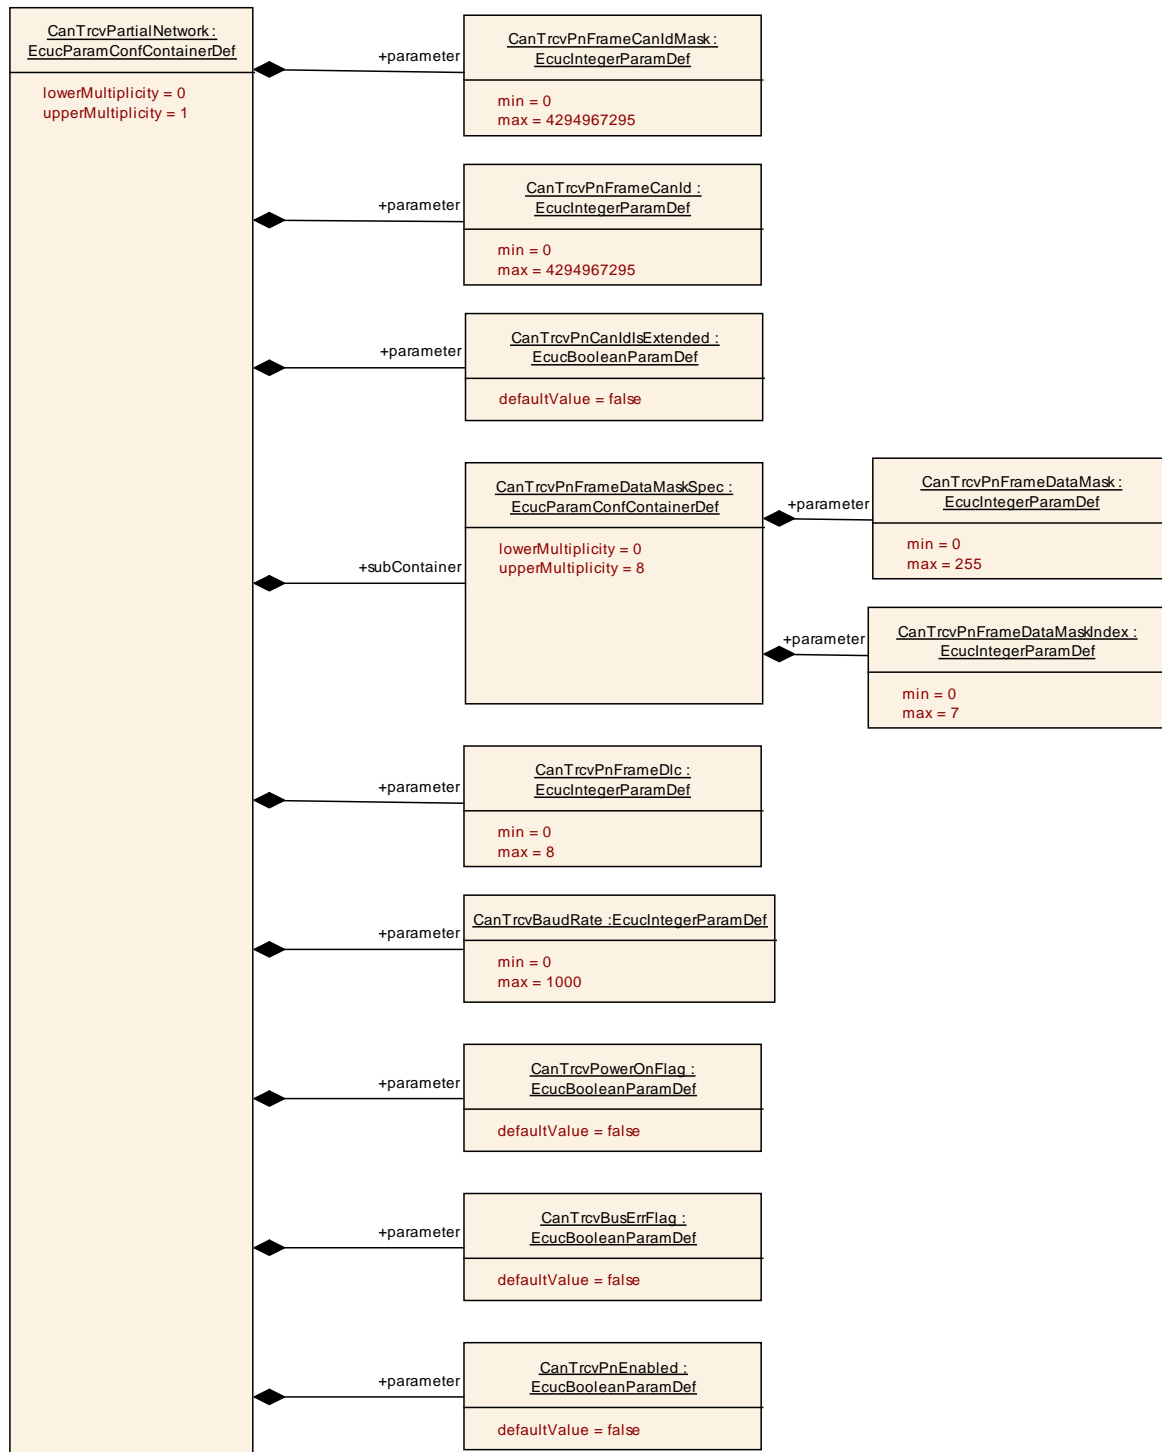 CanTrcvPartialNetwork :
EcucParamConfContainerDef
lowerMultiplicity = 0
upperMultiplicity = 1
+parameter
CanTrcvPnFrameCanIdMask :
EcucIntegerParamDef
min = 0
max = 4294967295
+parameter
CanTrcvPnFrameCanId :
EcucIntegerParamDef
min = 0
max = 4294967295
+parameter
CanTrcvPnCanIdIsExtended :
EcucBooleanParamDef
defaultValue = false
+subContainer
CanTrcvPnFrameDataMaskSpec :
EcucParamConfContainerDef
lowerMultiplicity = 0
upperMultiplicity = 8
+parameter
CanTrcvPnFrameDataMask :
EcucIntegerParamDef
min = 0
max = 255
+parameter
CanTrcvPnFrameDataMaskIndex :
EcucIntegerParamDef
min = 0
max = 7
+parameter
CanTrcvPnFrameDlc :
EcucIntegerParamDef
min = 0
max = 8
+parameter
CanTrcvBaudRate :EcucIntegerParamDef
min = 0
max = 1000
+parameter
CanTrcvPowerOnFlag :
EcucBooleanParamDef
defaultValue = false
+parameter
CanTrcvBusErrFlag :
EcucBooleanParamDef
defaultValue = false
+parameter
CanTrcvPnEnabled :
EcucBooleanParamDef
defaultValue = false